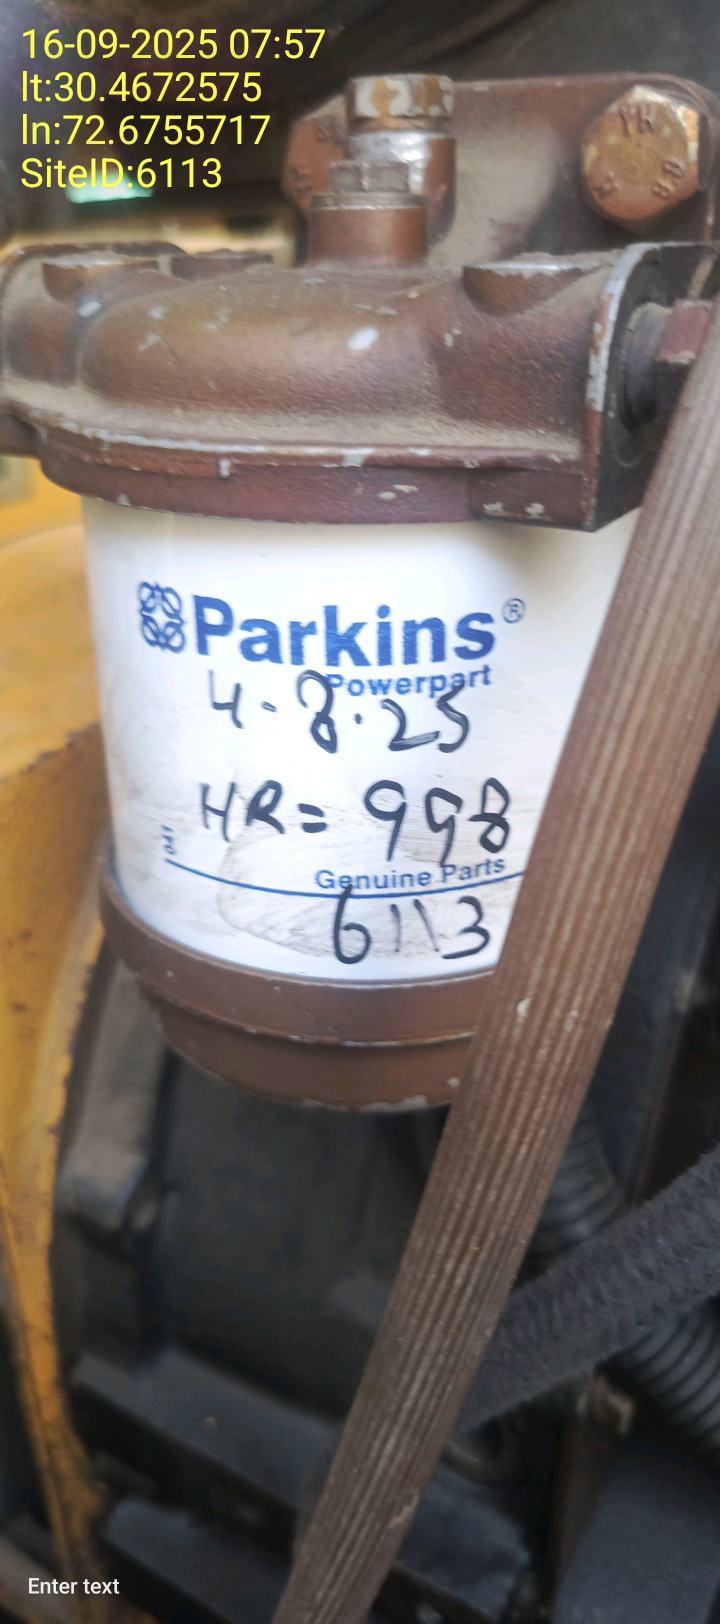 16-09-2025 07:57
lt:30.4672575
ln:72.6755717
SiteID:6113
Parkins®
Powerpart
4-8.25
HR=998
1041
Genuine Parts
6113
Enter text